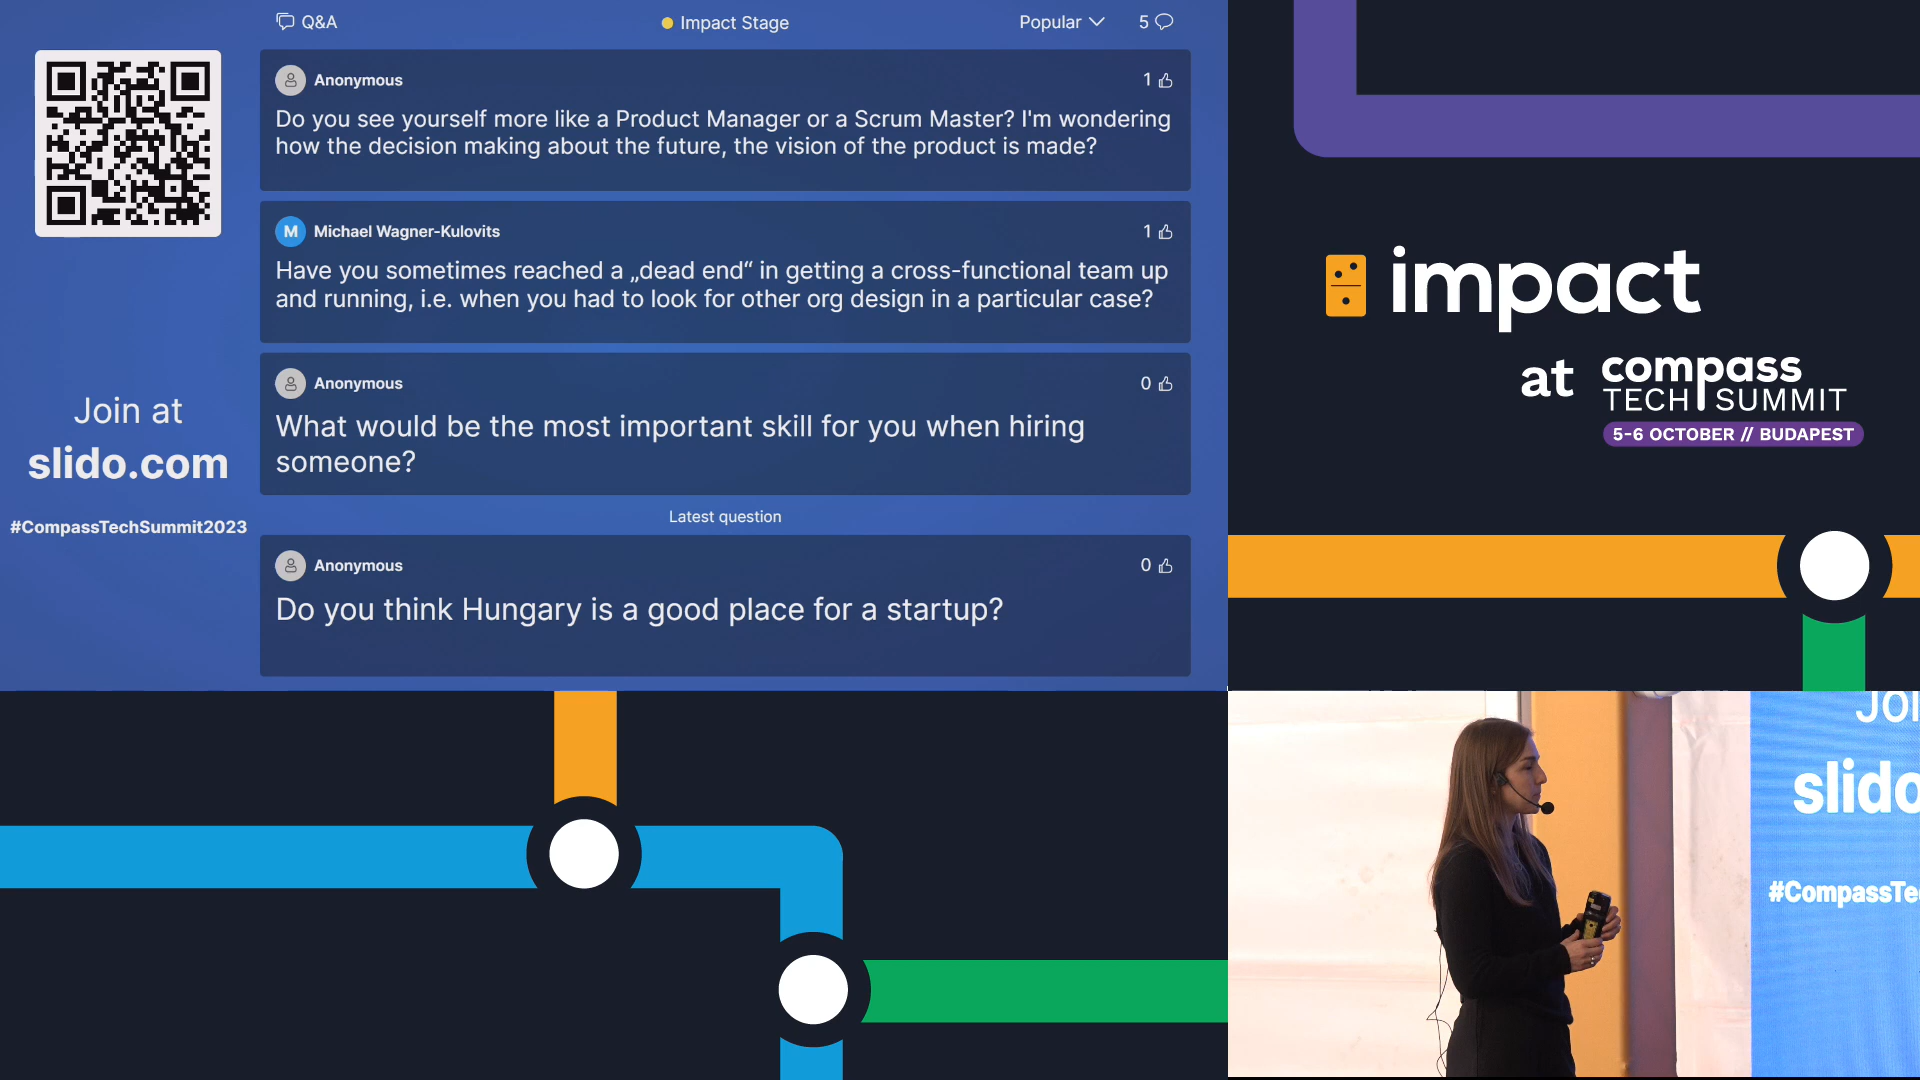 Q&A
Impact Stage
Popular
5
Anonymous
1
Do you see yourself more like a Product Manager or a Scrum Master? I'm wondering
how the decision making about the future, the vision of the product is made?
M
Michael Wagner-Kulovits
1
Have you sometimes reached a „dead end“ in getting a cross-functional team up
and running, i.e. when you had to look for other org design in a particular case?
Anonymous
0
What would be the most important skill for you when hiring
someone?
Latest question
Anonymous
0
Do you think Hungary is a good place for a startup?
Join at
slido.com
#CompassTechSummit2023
impact
at
compass
TECH SUMMIT
5-6 OCTOBER // BUDAPEST
Joi
slido
#CompassTe